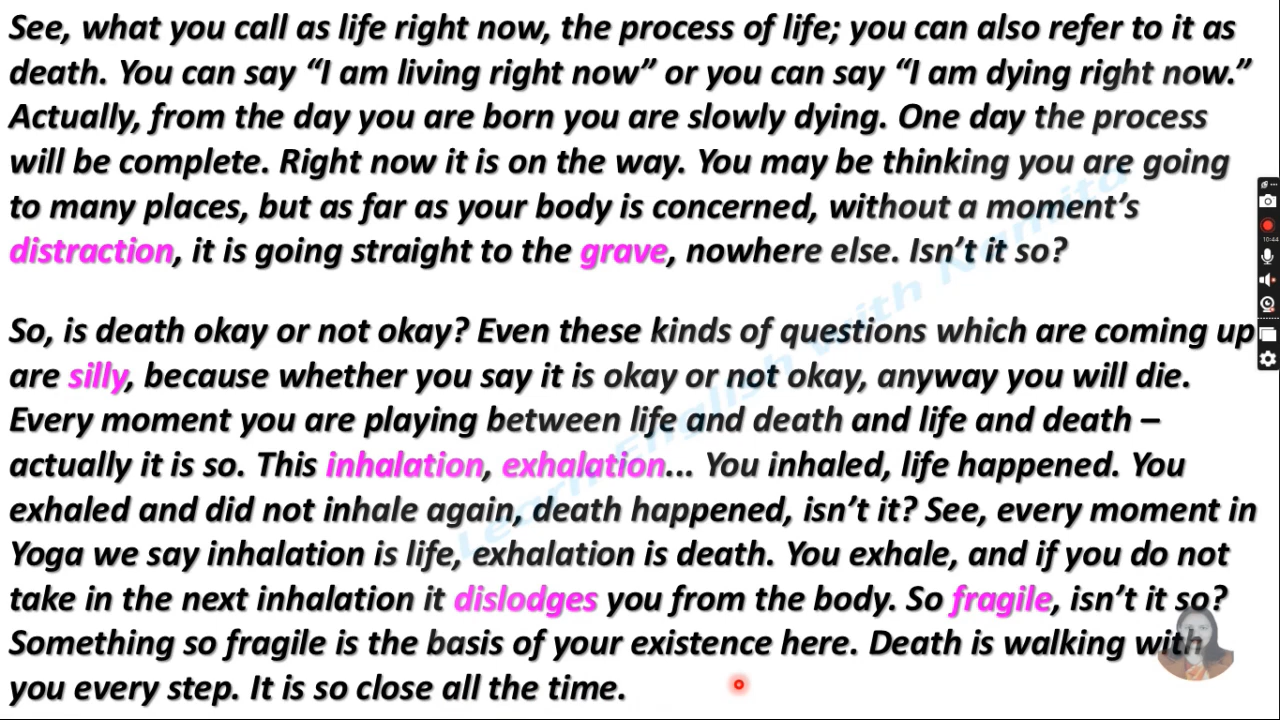 See, what you call as life right now, the process of life; you can also refer to it as
death. You can say “I am living right now” or you can say “I am dying right now.”
Actually, from the day you are born you are slowly dying. One day the process
will be complete. Right now it is on the way. You may be thinking you are going
to many places, but as far as your body is concerned, without a moment’s
distraction, it is going straight to the grave, nowhere else. Isn’t it so?
So, is death okay or not okay? Even these kinds of questions which are coming up
are silly, because whether you say it is okay or not okay, anyway you will die.
Every moment you are playing between life and death and life and death –
actually it is so. This inhalation, exhalation... You inhaled, life happened. You
exhaled and did not inhale again, death happened, isn’t it? See, every moment in
Yoga we say inhalation is life, exhalation is death. You exhale, and if you do not
take in the next inhalation it dislodges you from the body. So fragile, isn’t it so?
Something so fragile is the basis of your existence here. Death is walking with
you every step. It is so close all the time.
Learn English with Namita
10:44